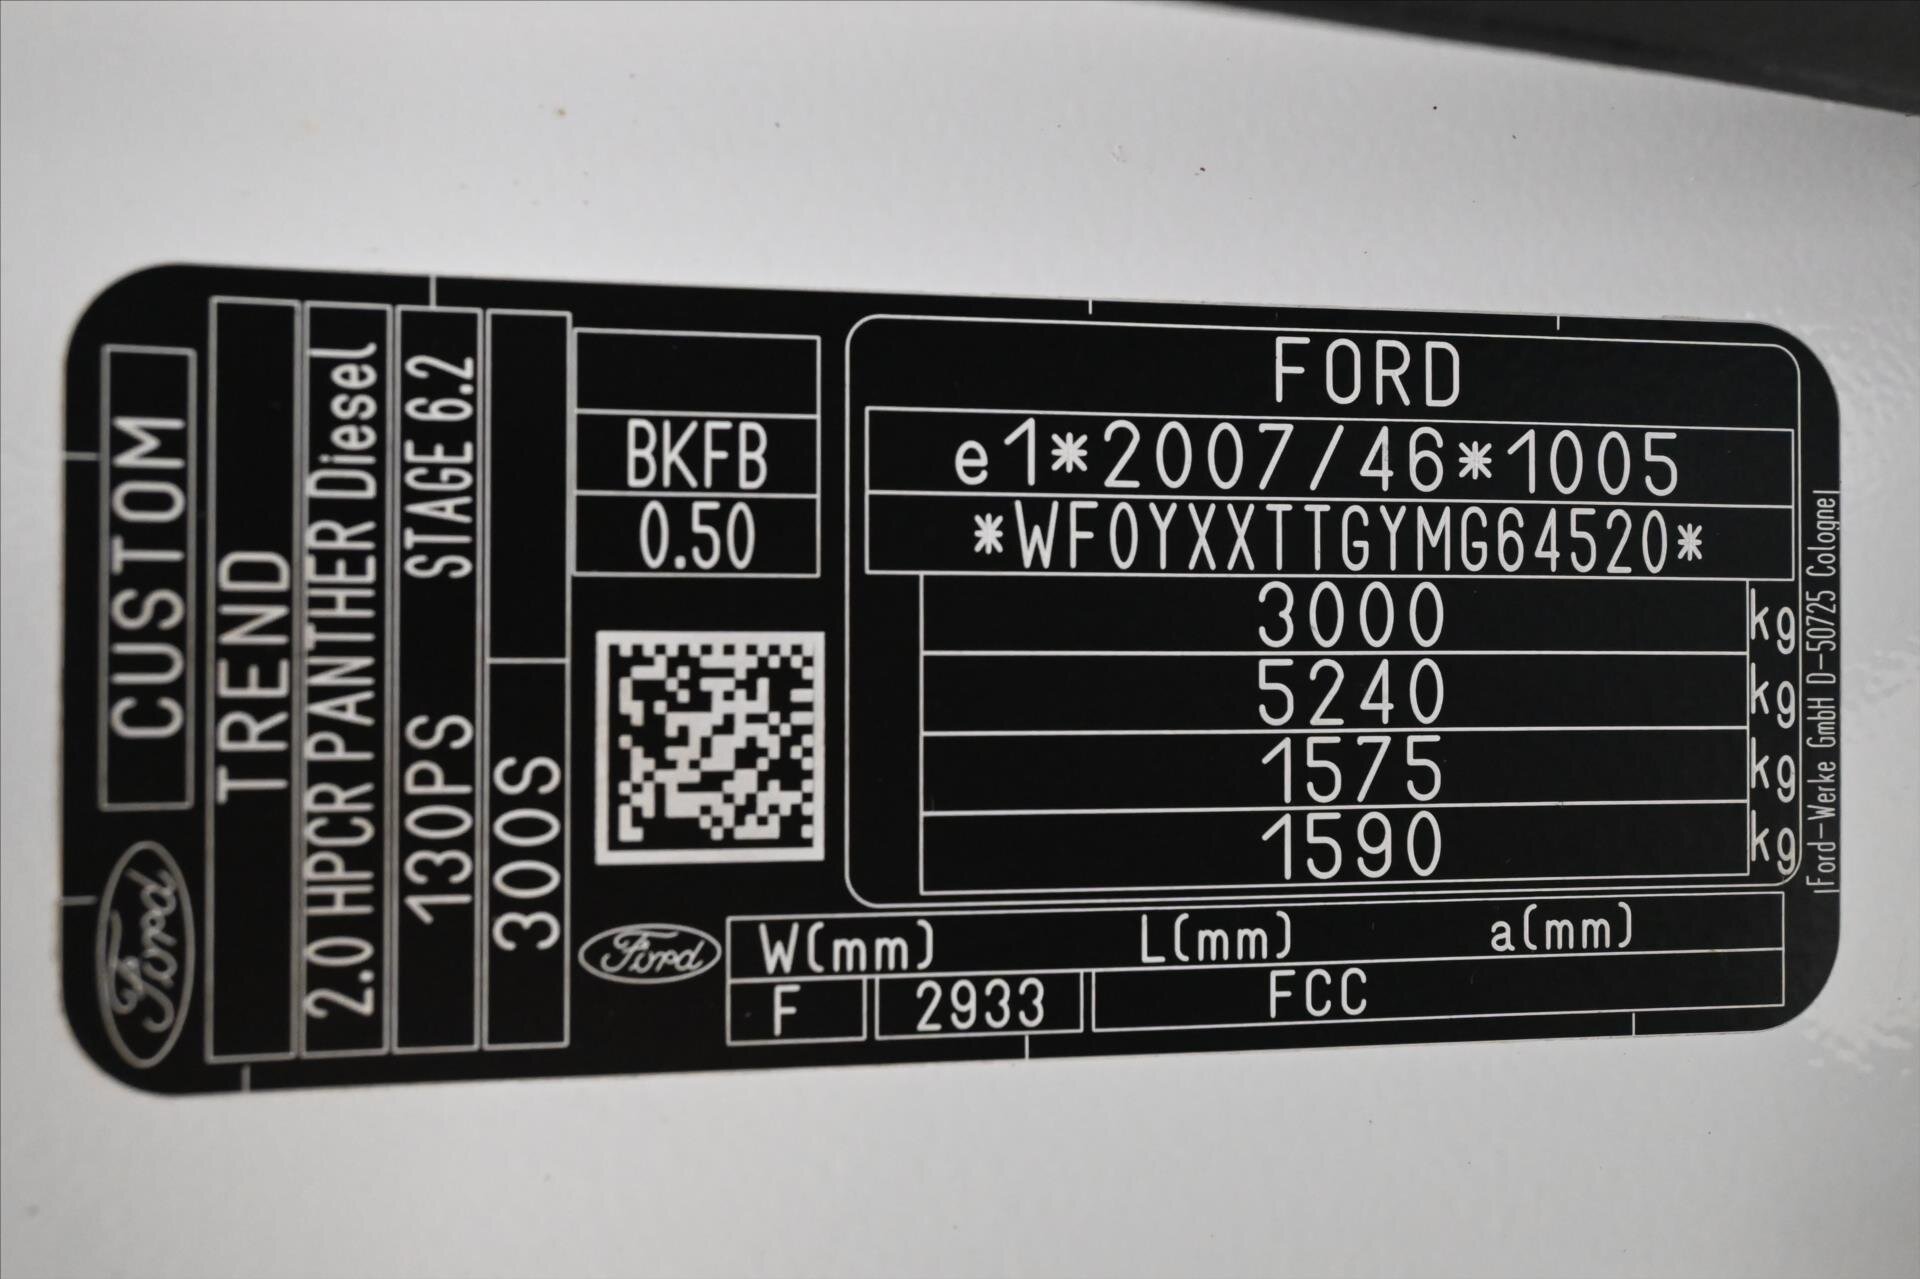 Ford
CUSTOM
TREND
2.0 HPCR PANTHER Diesel
130PS STAGE 6.2
300S
BKFB
0.50
Ford
FORD
e1*2007/46*1005
*WF0YXXTTGYMG64520*
3000 kg
5240 kg
1575 kg
1590 kg
W(mm) L(mm) a(mm)
F 2933 FCC
Ford-Werke GmbH D-50725 Cologne